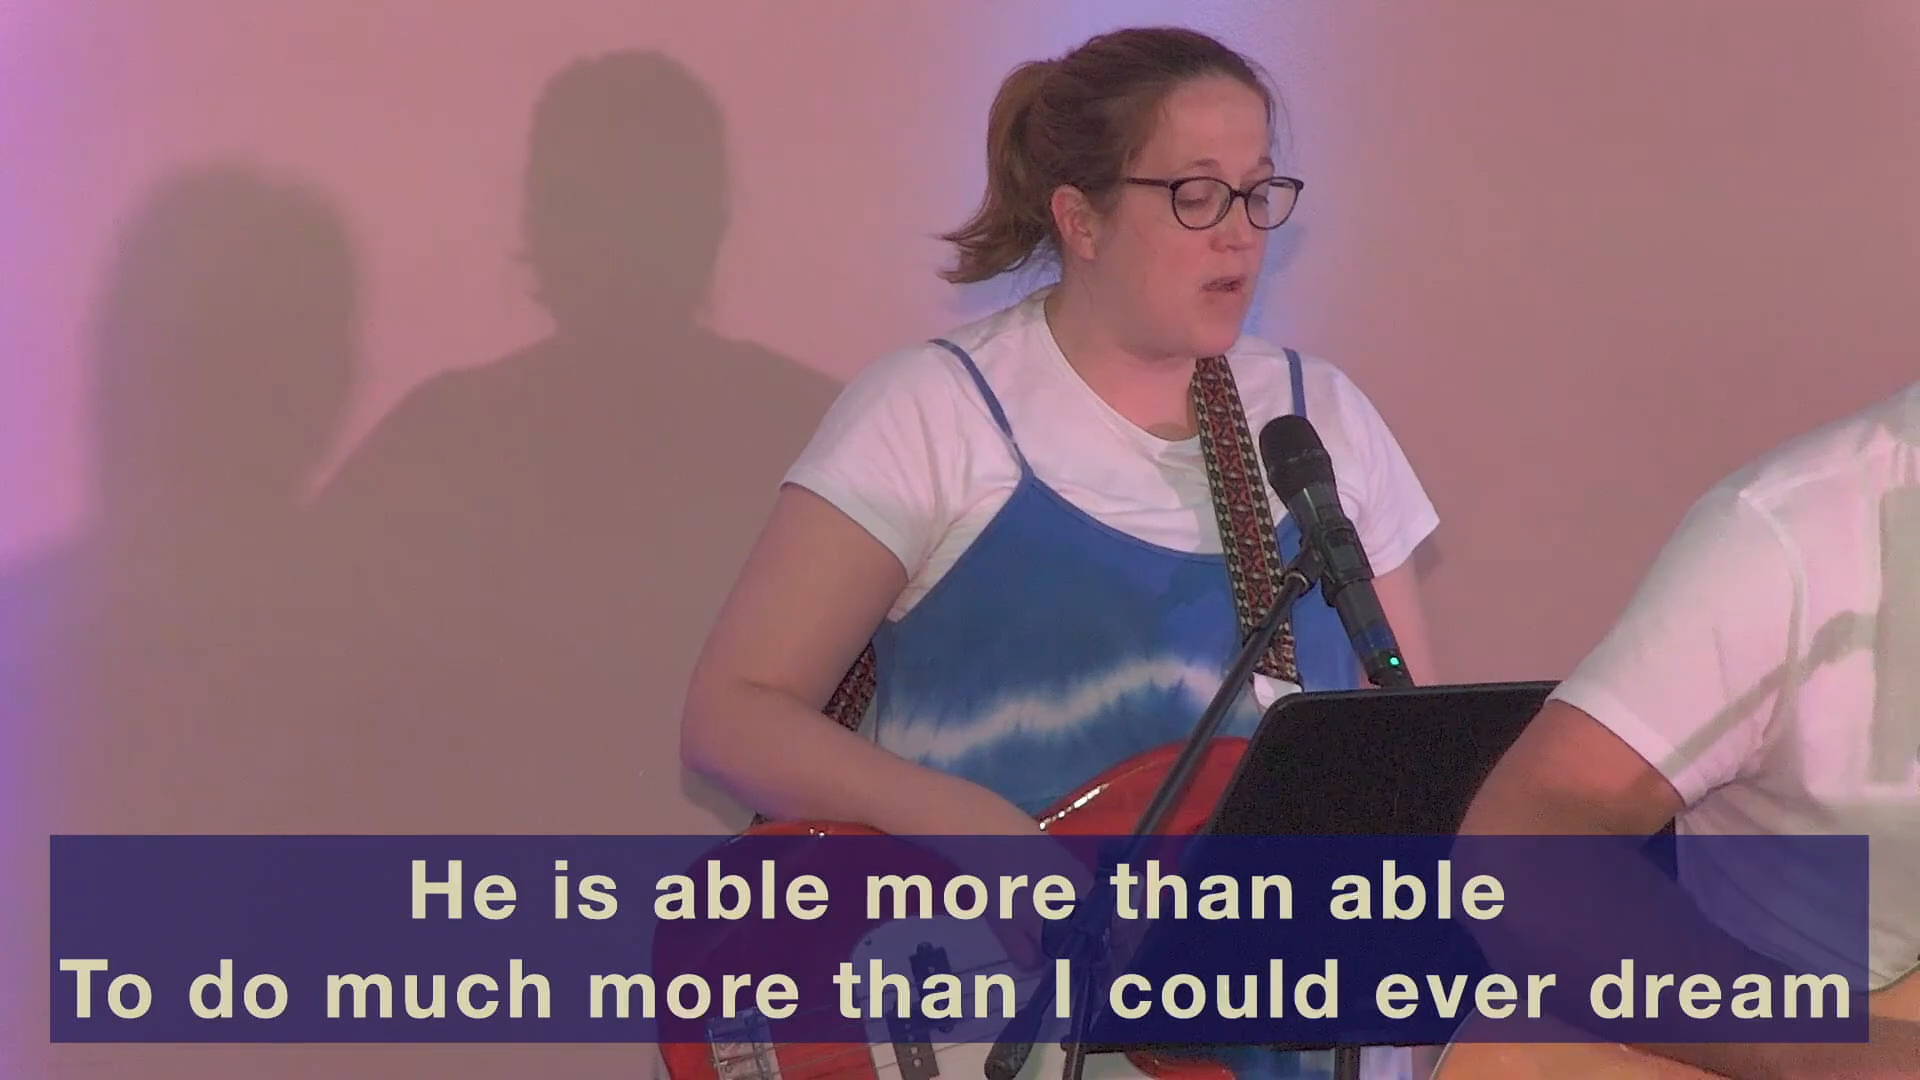 He is able more than able
To do much more than I could ever dream